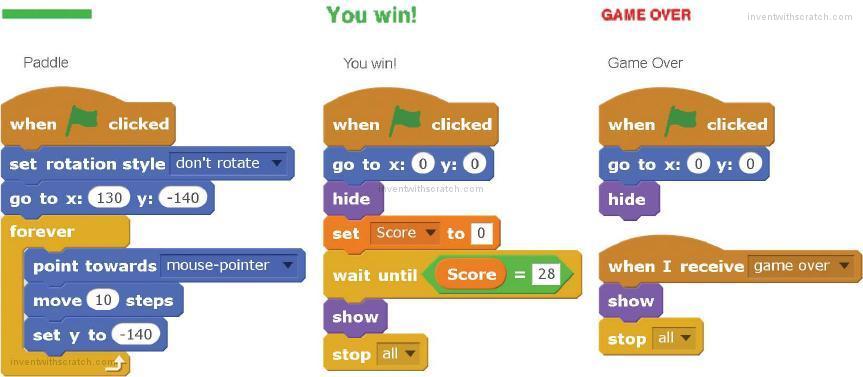 You win!
GAME OVER
inventwithscratch.com
Paddle
when clicked
set rotation style don't rotate
go to x: 130 y: -140
forever
point towards mouse-pointer
move 10 steps
set y to -140
inventwithscratch.com
You win!
when clicked
go to x: 0 y: 0
inventwithscratch.com
hide
set Score to 0
wait until Score = 28
show
stop all
Game Over
when clicked
go to x: 0 y: 0
hide
when I receive game over
show
stop all